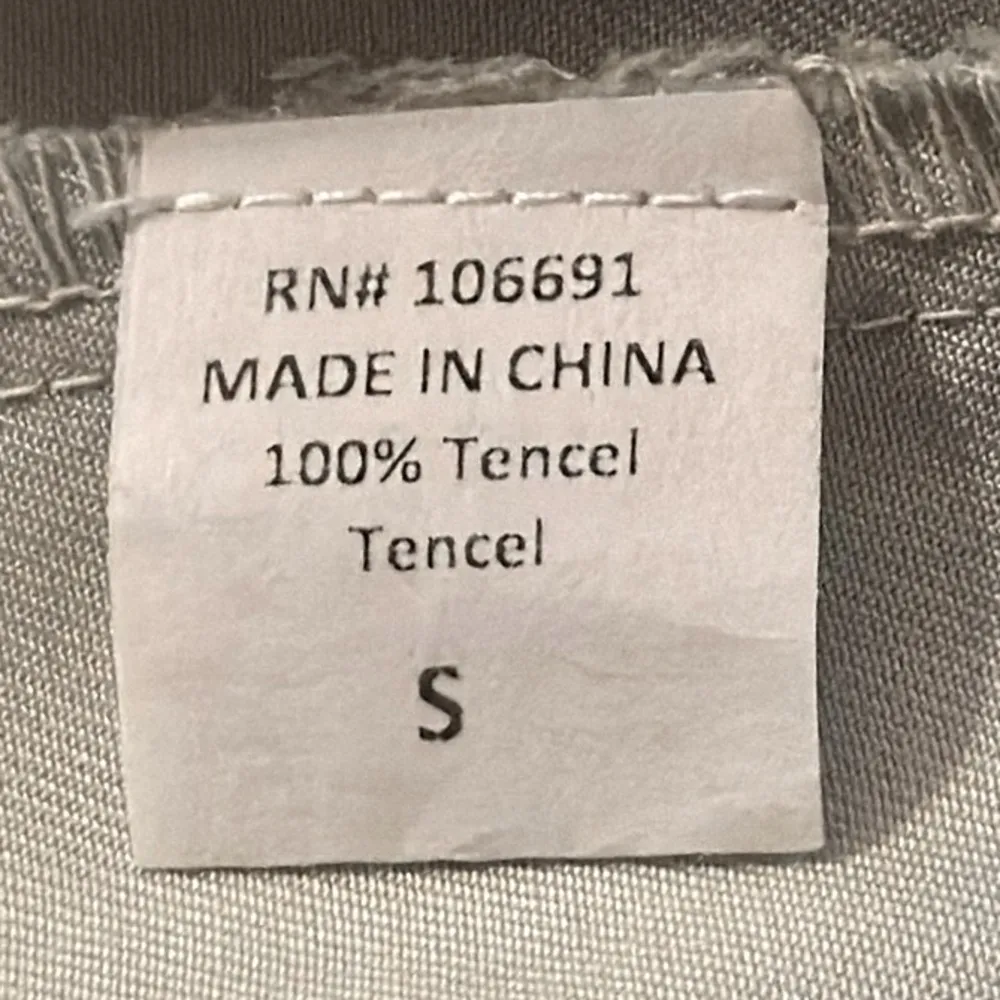 RN# 106691
MADE IN CHINA
100% Tencel
Tencel
S